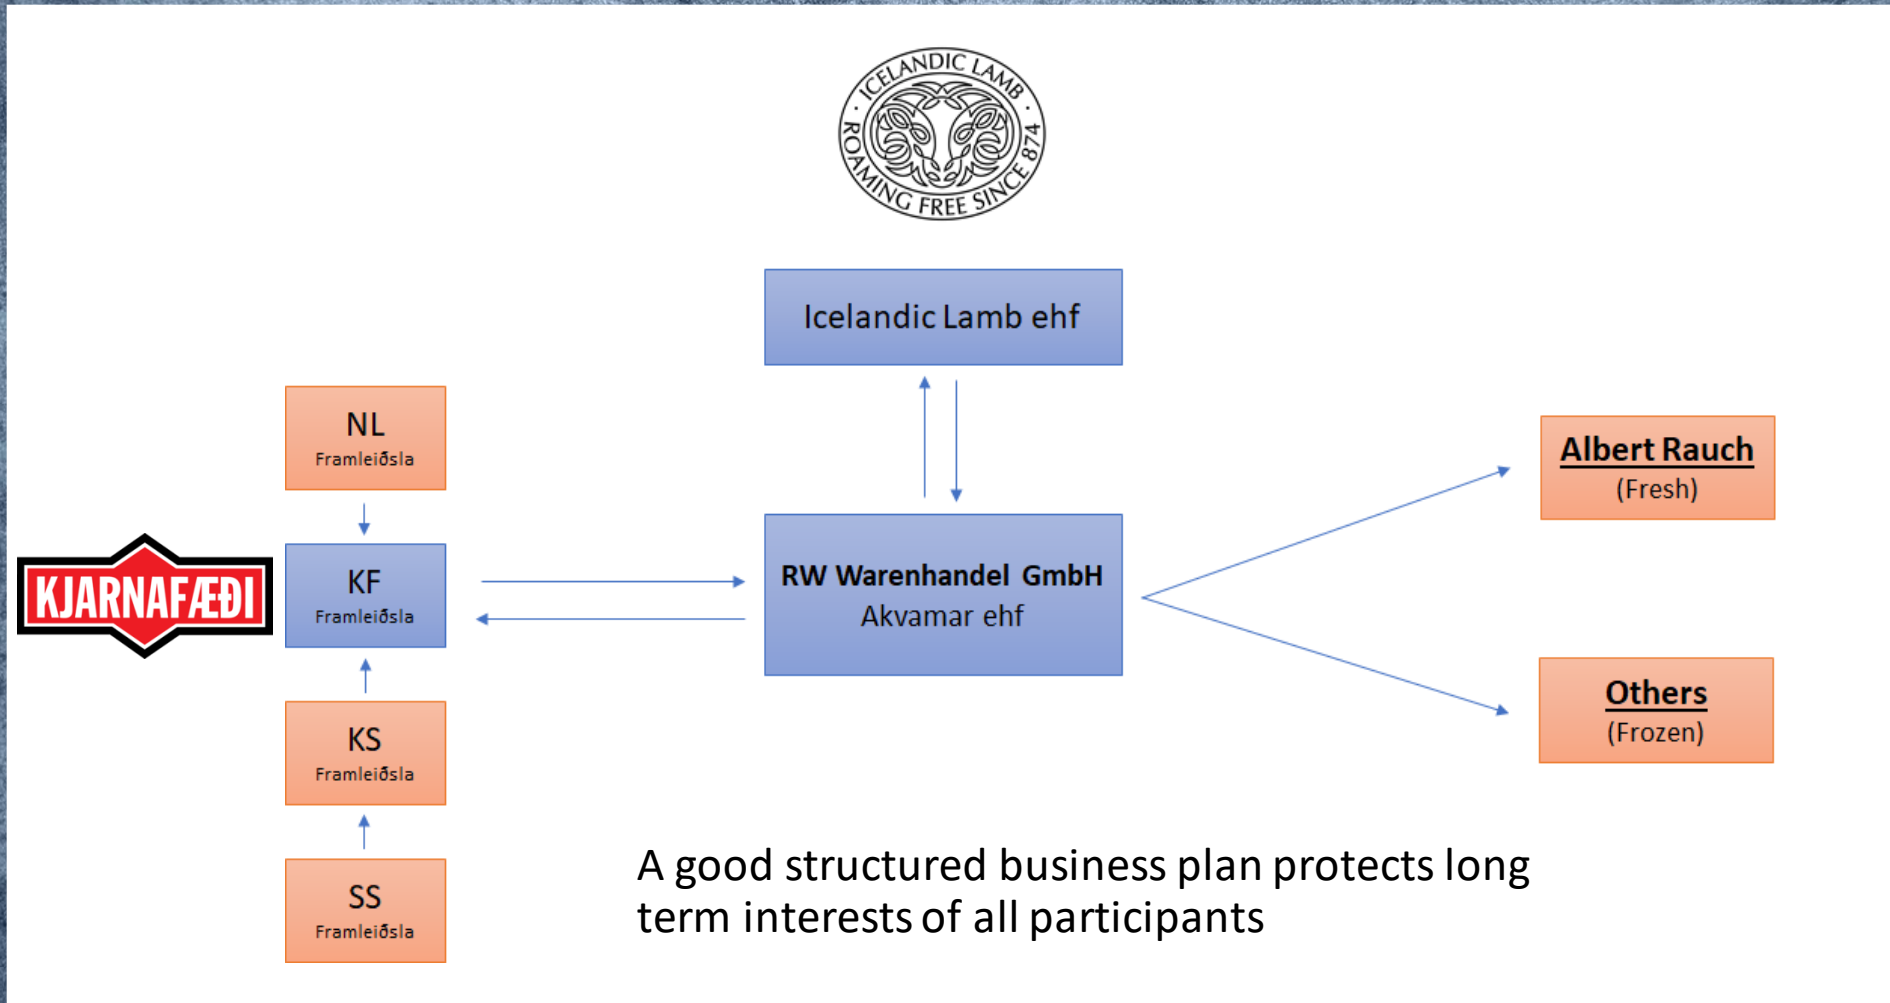 · ICELANDIC LAMB ·
ROAMING FREE SINCE 874
Icelandic Lamb ehf
NL
Framleiðsla
KJARNAFÆÐI
KF
Framleiðsla
KS
Framleiðsla
SS
Framleiðsla
RW Warenhandel GmbH
Akvamar ehf
Albert Rauch
(Fresh)
Others
(Frozen)
A good structured business plan protects long
term interests of all participants